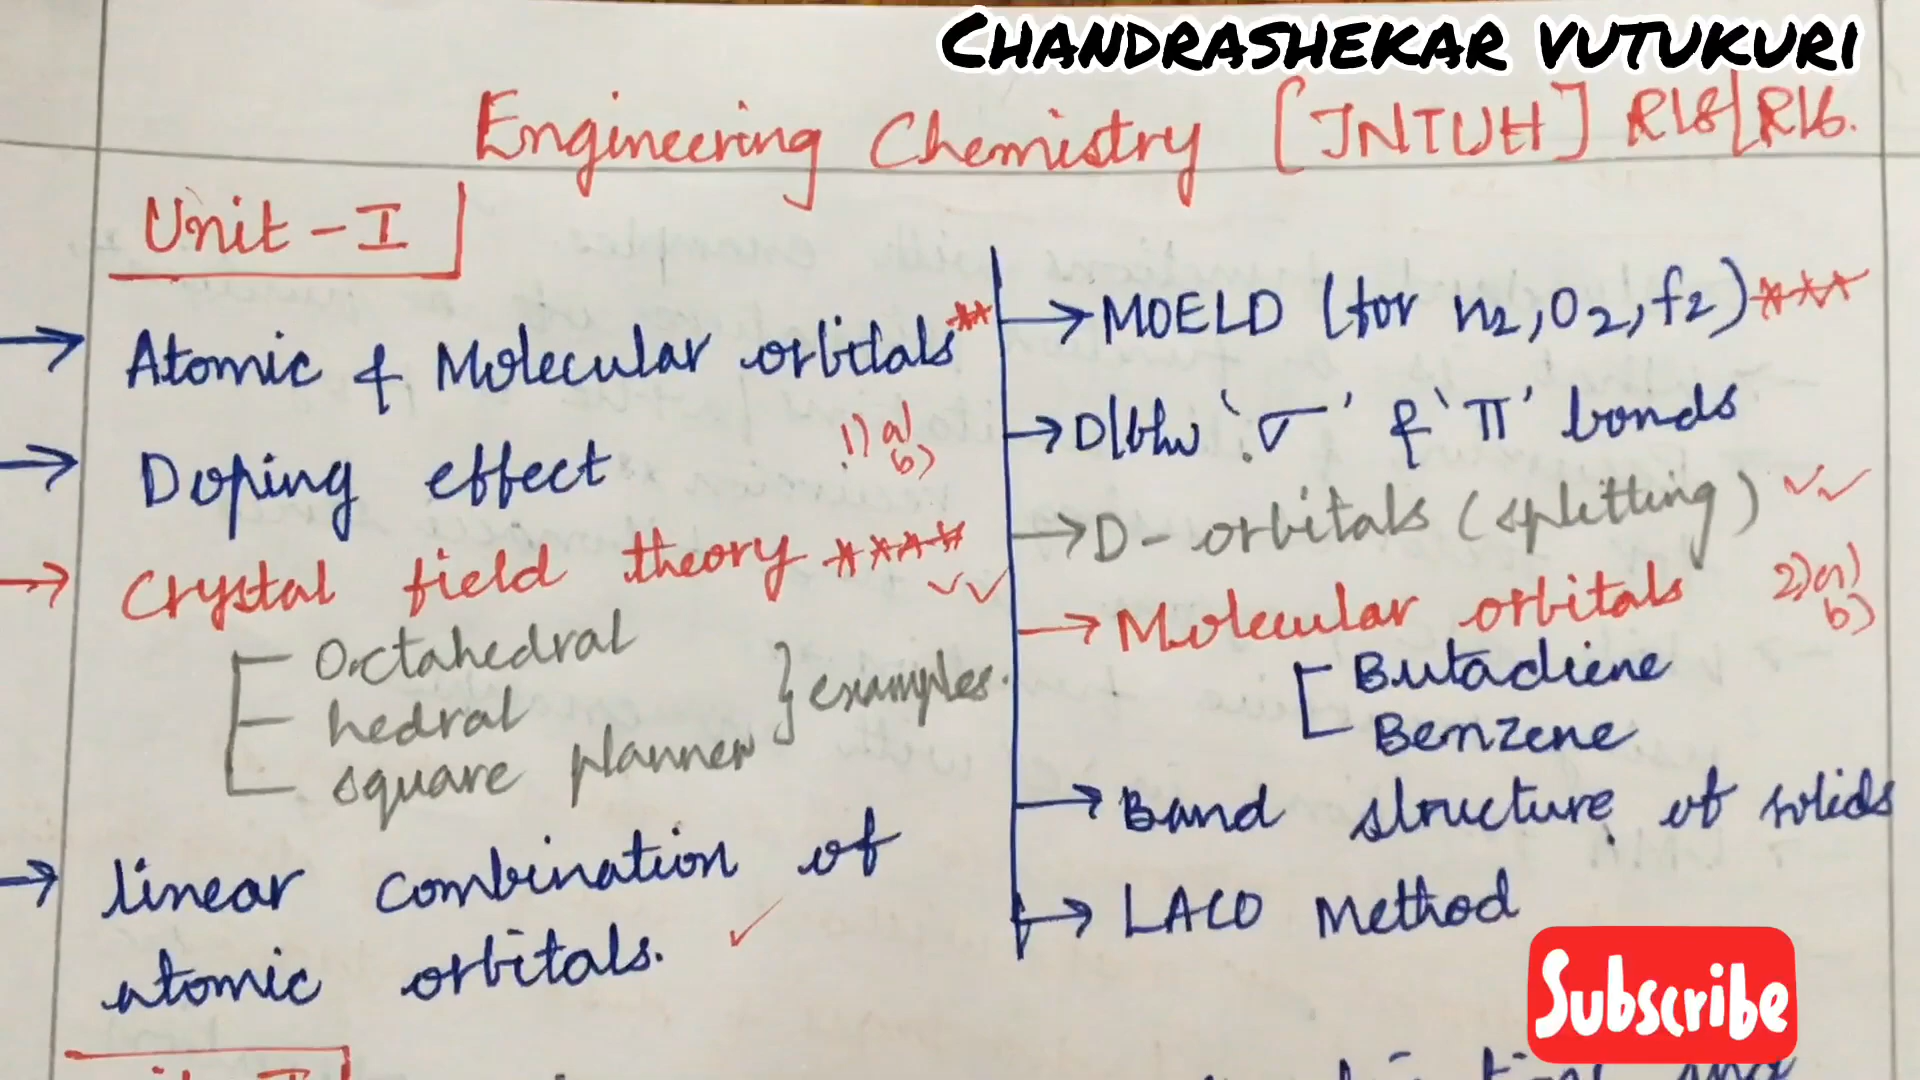 CHANDRASHEKAR VUTUKURI
Engineering Chemistry [JNTUH] R18|R16.
Unit - I
→ Atomic & Molecular orbitals **
→ Doping effect
1) a)
b)
→ Crystal field theory ****
Octahedral
hedral
square planner
} examples.
→ linear combination of
atomic orbitals.
→ MOELD (for n2, O2, f2) ***
→ D/bw 'σ' & 'π' bonds
→ D- orbitals (splitting)
→ Molecular orbitals 2) a)
b)
Butadiene
Benzene
→ Band structure of solids
→ LACO Method
Subscribe